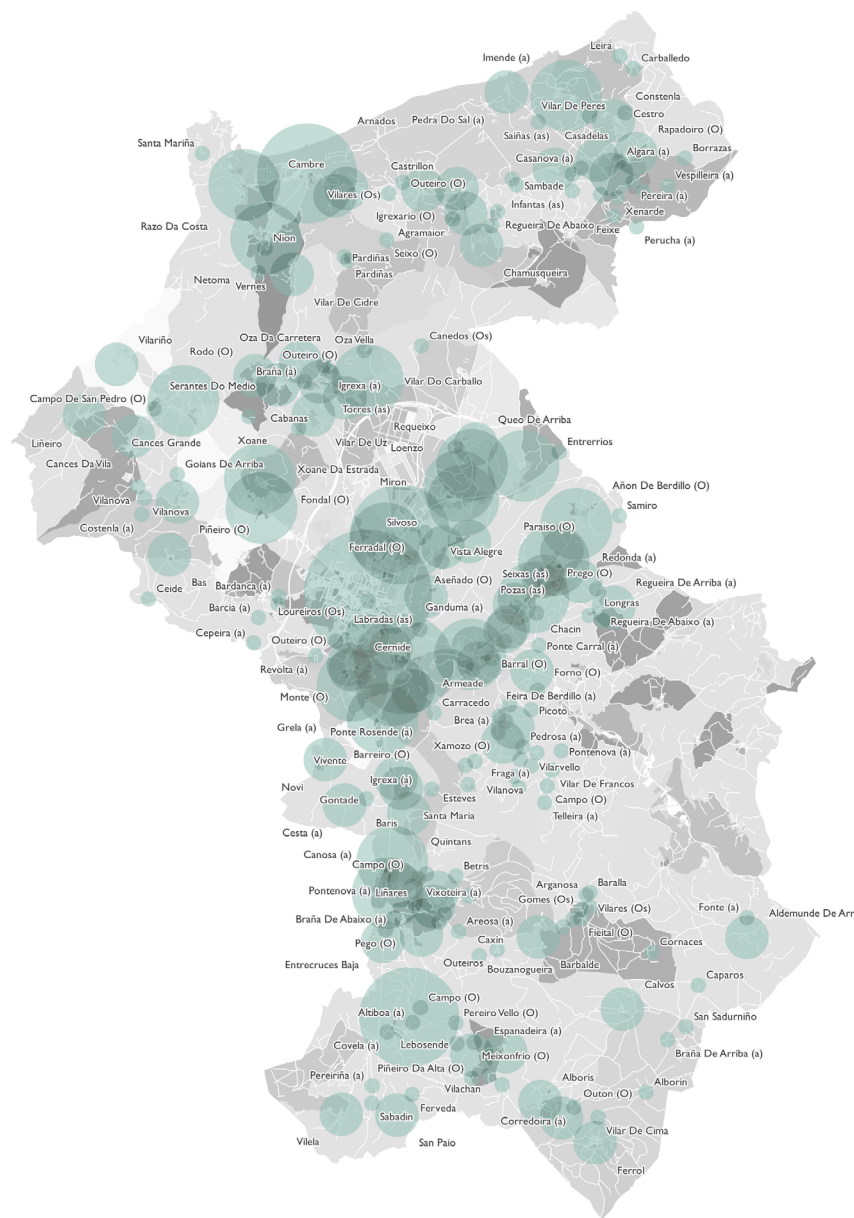 Leirá
Imende (a)
Carballedo
Constenla
Vilar De Peres
Cestro
Arnados
Pedra Do Sal (a)
Rapadoiro (O)
Saiñas (as)
Casadelas
Santa Mariña
Borrazas
Algara (a)
Casanova (a)
Cambre
Castrillon
Vespilleira (a)
Outeiro (O)
Sambade
Vilares (Os)
Pereira (a)
Infantas (as)
Xenarde
Igrexario (O)
Razo Da Costa
Regueira De Abaixo
Feixe
Agramaior
Nion
Perucha (a)
Seixo (O)
Pardiñas
Pardiñas
Chamusqueira
Netoma
Vernes
Vilar De Cidre
Canedos (Os)
Oza Da Carretera
Oza Vella
Vilariño
Rodo (O)
Outeiro (O)
Braña (a)
Serantes Do Medio
Igrexa (a)
Vilar Do Carballo
Campo De San Pedro (O)
Torres (as)
Cabanas
Queo De Arriba
Requeixo
Liñeiro
Cances Grande
Xoane
Vilar De Uz
Entrerrios
Loenzo
Cances Da Vila
Goians De Arriba
Xoane Da Estrada
Miron
Añon De Berdillo (O)
Vilanova
Fondal (O)
Samiro
Vilanova
Silvoso
Costenla (a)
Piñeiro (O)
Paraiso (O)
Ferradal (O)
Vista Alegre
Redonda (a)
Seixas (as)
Prego (O)
Bas
Aseñado (O)
Regueira De Arriba (a)
Bardanca (a)
Ceide
Pozas (as)
Longras
Barcia (a)
Loureiros (Os)
Ganduma (a)
Labradas (as)
Regueira De Abaixo (a)
Cepeira (a)
Chacin
Outeiro (O)
Cernide
Ponte Carral (a)
Revolta (a)
Barral (O)
Forno (O)
Armeade
Monte (O)
Feira De Berdillo (a)
Carracedo
Picoto
Brea (a)
Grela (a)
Ponte Rosende (a)
Pedrosa (a)
Xamozo (O)
Pontenova (a)
Barreiro (O)
Vivente
Vilarvello
Fraga (a)
Igrexa (a)
Vilar De Francos
Novi
Vilanova
Esteves
Gontade
Campo (O)
Santa Maria
Telleira (a)
Baris
Cesta (a)
Quintans
Canosa (a)
Campo (O)
Betris
Arganosa
Baralla
Pontenova (a)
Liñares
Vixoteira (a)
Gomes (Os)
Vilares (Os)
Fonte (a)
Aldemunde De Arr
Braña De Abaixo (a)
Areosa (a)
Fieital (O)
Pego (O)
Caxin
Cornaces
Outeiros
Entrecruces Baja
Bouzanogueira
Barbalde
Caparos
Calvos
Campo (O)
Altiboa (a)
Pereiro Vello (O)
San Sadurniño
Espanadeira (a)
Covela (a)
Lebosende
Meixonfrio (O)
Braña De Arriba (a)
Piñeiro Da Alta (O)
Pereiriña (a)
Alboris
Alborin
Vilachan
Outon (O)
Ferveda
Sabadin
Corredoira (a)
Vilar De Cima
Vilela
San Paio
Ferrol